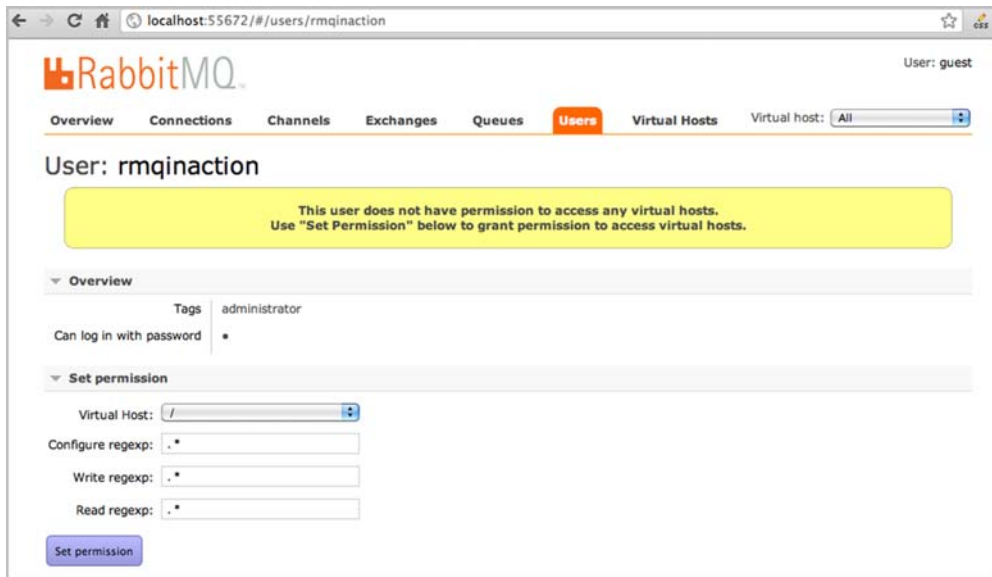 localhost:55672/#/users/rmqinaction
css
RabbitMQ
User: guest
Overview Connections Channels Exchanges Queues Users Virtual Hosts Virtual host: All
User: rmqinaction
This user does not have permission to access any virtual hosts.
Use "Set Permission" below to grant permission to access virtual hosts.
Overview
Tags administrator
Can log in with password •
Set permission
Virtual Host: /
Configure regexp: .*
Write regexp: .*
Read regexp: .*
Set permission